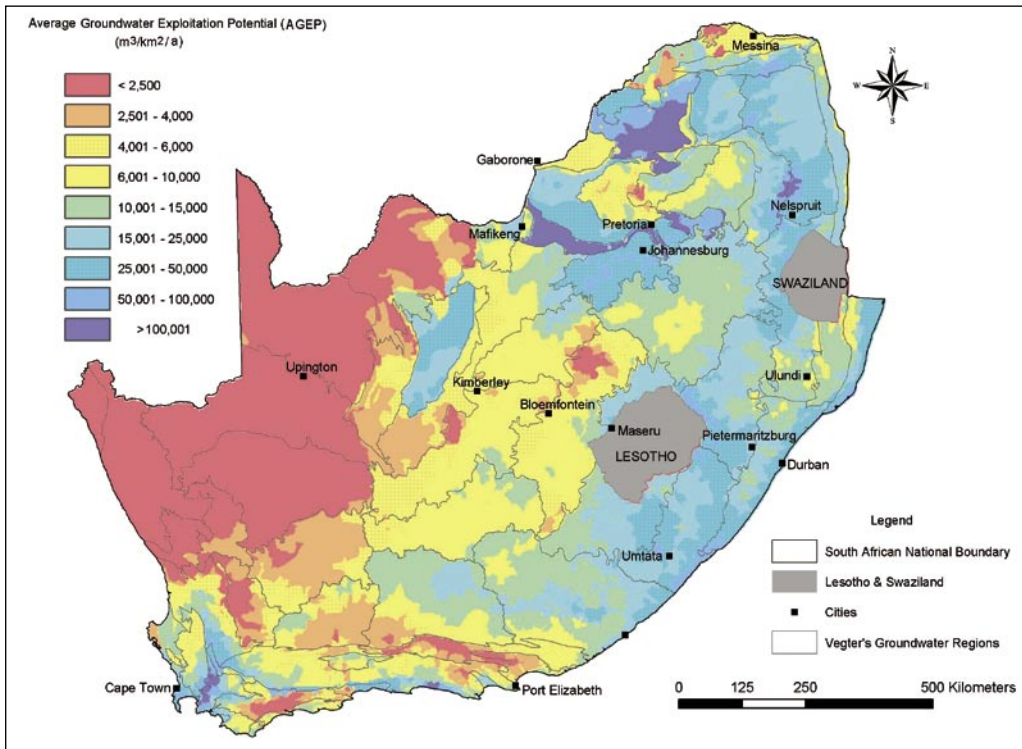 Average Groundwater Exploitation Potential (AGEP)
(m3/km2/a)
< 2,500
2,501 - 4,000
4,001 - 6,000
6,001 - 10,000
10,001 - 15,000
15,001 - 25,000
25,001 - 50,000
50,001 - 100,000
>100,001
Messina
N
W E
S
Gaborone
Nelspruit
Mafikeng
Pretoria
Johannesburg
SWAZILAND
Upington
Kimberley
Ulundi
Bloemfontein
Maseru
Pietermaritzburg
LESOTHO
Durban
Umtata
Cape Town
Port Elizabeth
Legend
South African National Boundary
Lesotho & Swaziland
Cities
Vegter's Groundwater Regions
0 125 250 500 Kilometers